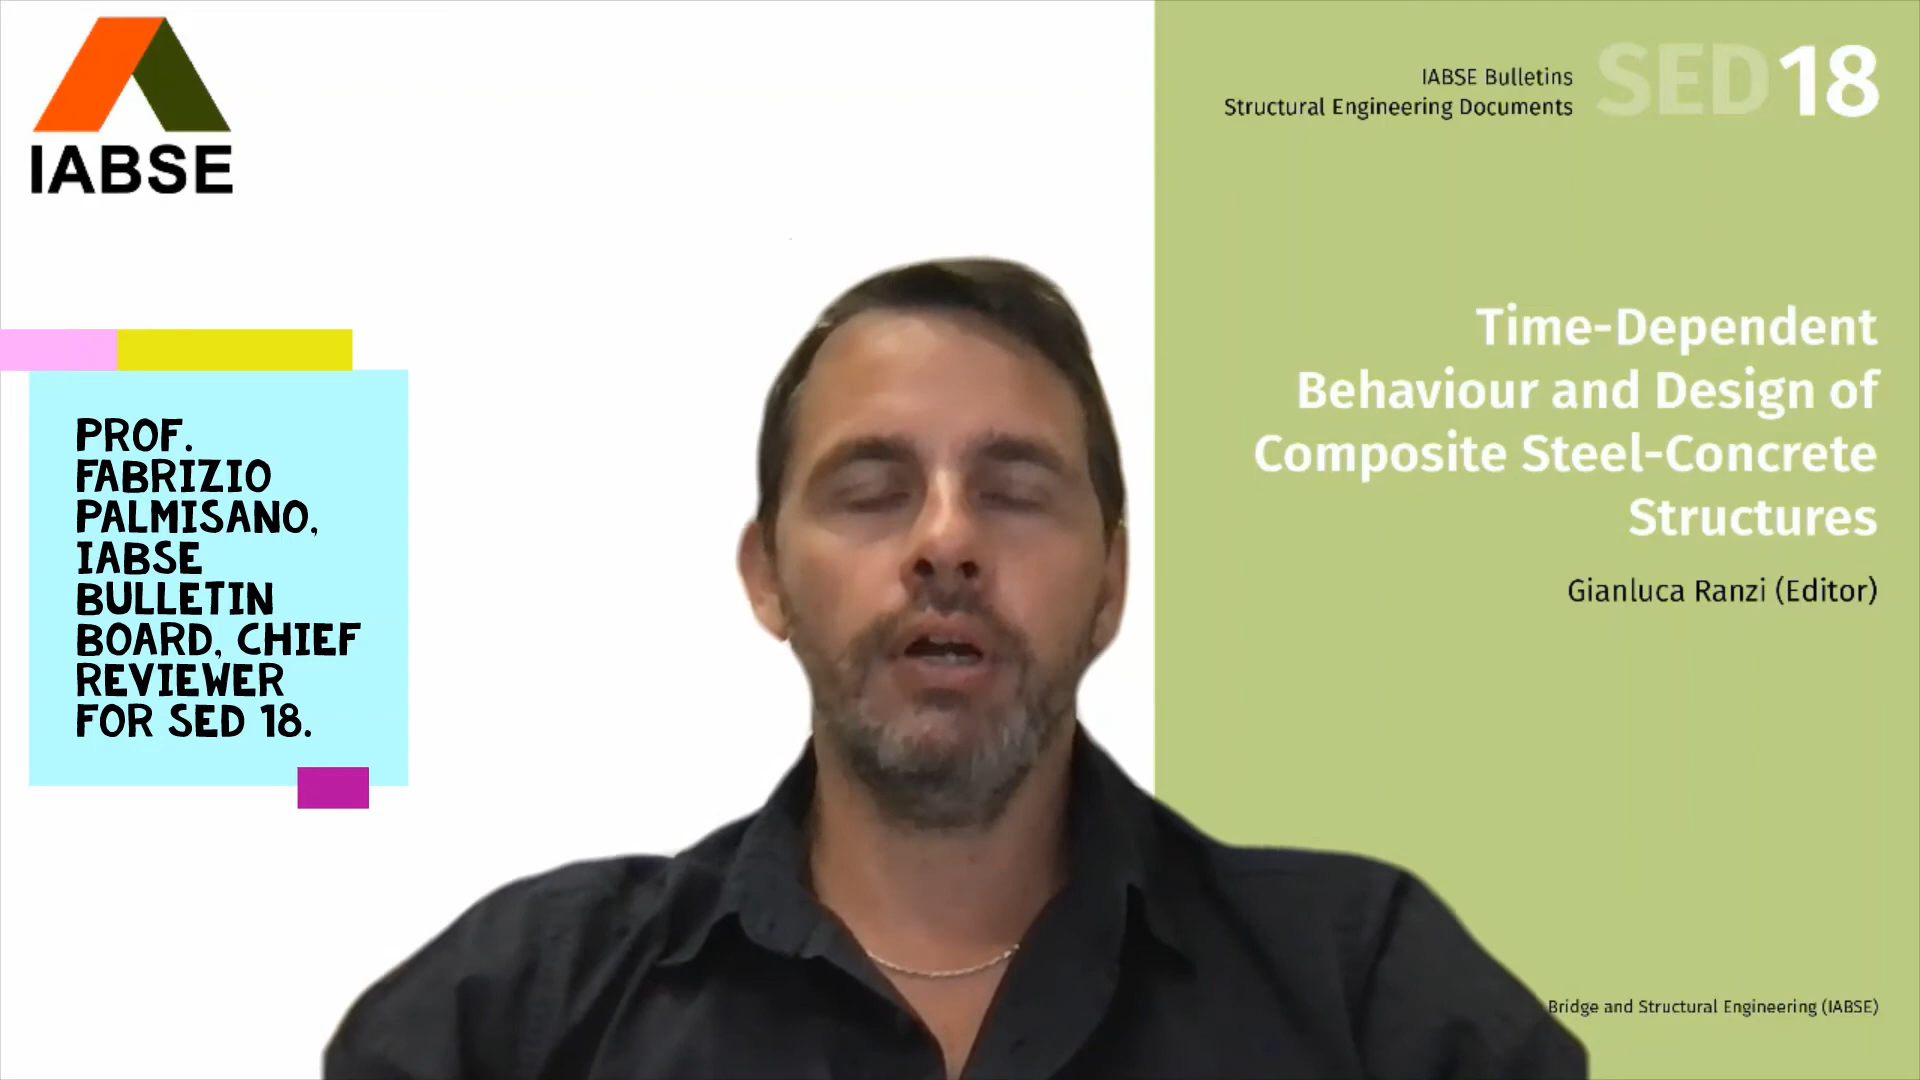 IABSE
PROF.
FABRIZIO
PALMISANO,
IABSE
BULLETIN
BOARD, CHIEF
REVIEWER
FOR SED 18.
IABSE Bulletins
Structural Engineering Documents
SED18
Time-Dependent
Behaviour and Design of
Composite Steel-Concrete
Structures
Gianluca Ranzi (Editor)
Bridge and Structural Engineering (IABSE)